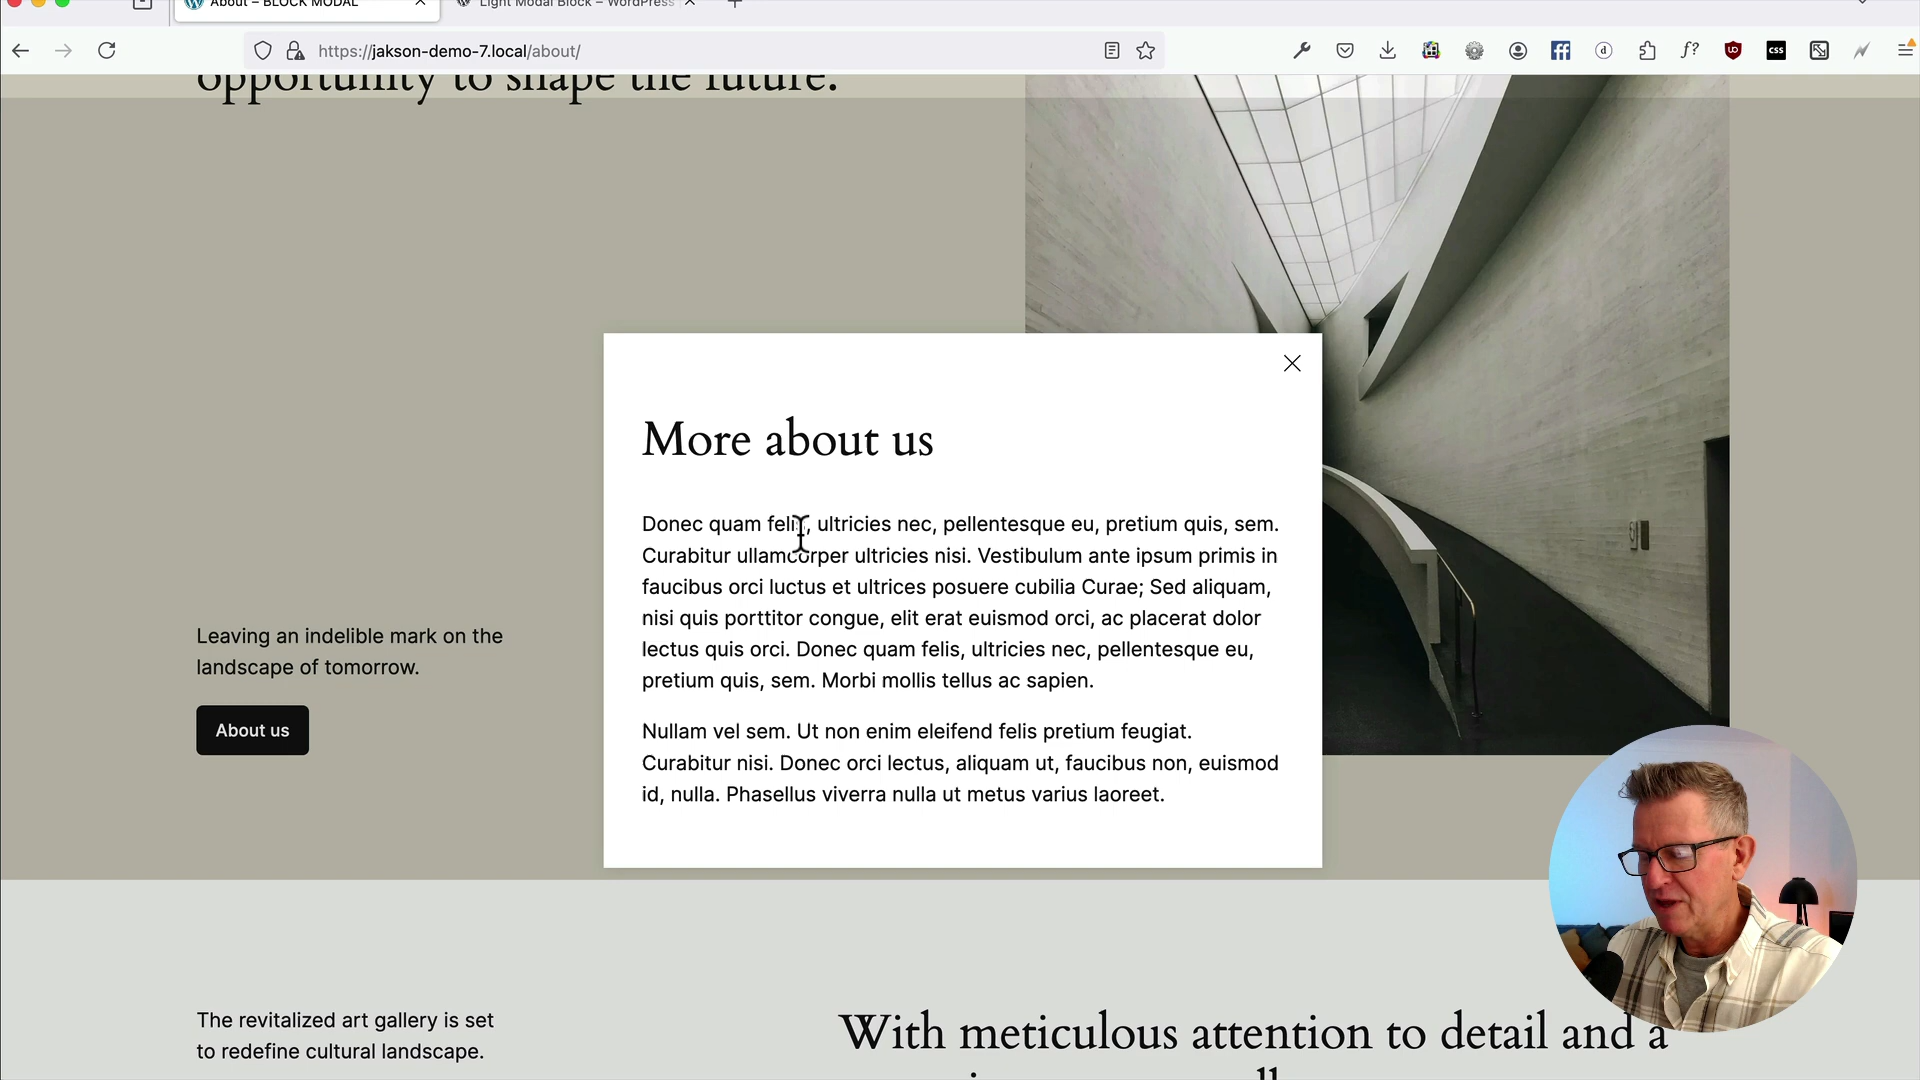 About – BLOCK MODAL
Light Modal Block – WordPress
https://jakson-demo-7.local/about/
f?
css
opportunity to shape the future.
More about us
Donec quam felis, ultricies nec, pellentesque eu, pretium quis, sem.
Curabitur ullamcorper ultricies nisi. Vestibulum ante ipsum primis in
faucibus orci luctus et ultrices posuere cubilia Curae; Sed aliquam,
nisi quis porttitor congue, elit erat euismod orci, ac placerat dolor
lectus quis orci. Donec quam felis, ultricies nec, pellentesque eu,
pretium quis, sem. Morbi mollis tellus ac sapien.
Nullam vel sem. Ut non enim eleifend felis pretium feugiat.
Curabitur nisi. Donec orci lectus, aliquam ut, faucibus non, euismod
id, nulla. Phasellus viverra nulla ut metus varius laoreet.
Leaving an indelible mark on the
landscape of tomorrow.
About us
The revitalized art gallery is set
to redefine cultural landscape.
With meticulous attention to detail and a